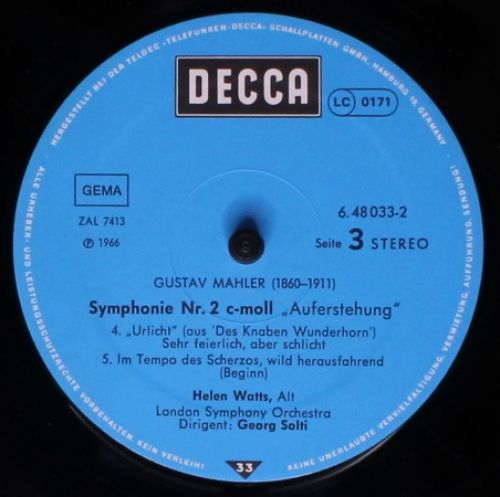 HERGESTELLT BEI DER TELDEC »TELEFUNKEN-DECCA« SCHALLPLATTEN GMBH, HAMBURG 19, GERMANY
DECCA
LC 0171
GEMA
ZAL 7413
℗ 1966
6.48033-2
Seite 3 STEREO
GUSTAV MAHLER (1860–1911)
Symphonie Nr. 2 c-moll „Auferstehung“
4. „Urlicht“ (aus 'Des Knaben Wunderhorn')
Sehr feierlich, aber schlicht
5. Im Tempo des Scherzos, wild herausfahrend
(Beginn)
Helen Watts, Alt
London Symphony Orchestra
Dirigent: Georg Solti
33
ALLE URHEBER- UND LEISTUNGSSCHUTZRECHTE VORBEHALTEN. KEIN VERLEIH!
KEINE UNERLAUBTE VERVIELFÄLTIGUNG, VERMIETUNG, AUFFÜHRUNG, SENDUNG!